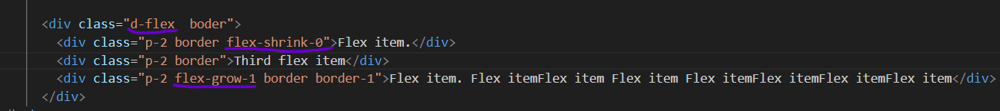 <div class="d-flex  boder">
<div class="p-2 border flex-shrink-0">Flex item.</div>
<div class="p-2 border">Third flex item</div>
<div class="p-2 flex-grow-1 border border-1">Flex item. Flex itemFlex item Flex item Flex itemFlex itemFlex itemFlex item</div>
</div>